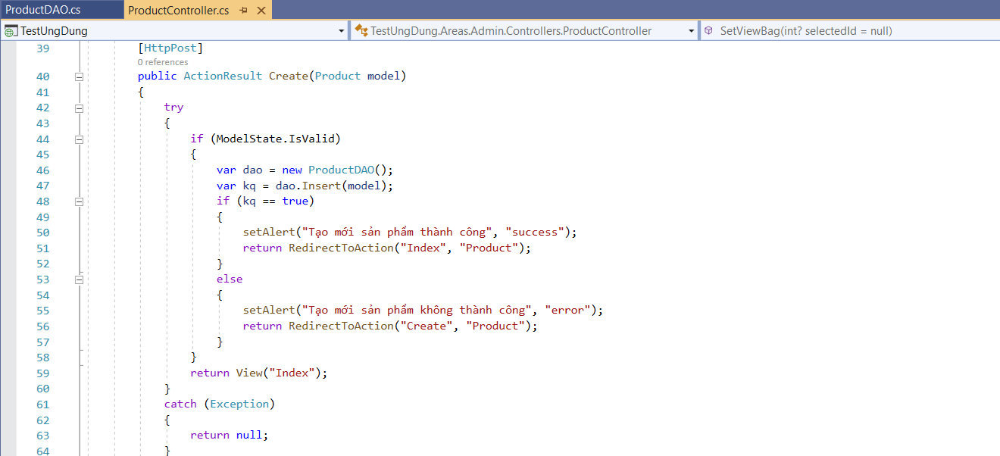 ProductDAO.cs ProductController.cs
TestUngDung TestUngDung.Areas.Admin.Controllers.ProductController SetViewBag(int? selectedId = null)
39 [HttpPost]
0 references
40 public ActionResult Create(Product model)
41 {
42 try
43 {
44 if (ModelState.IsValid)
45 {
46 var dao = new ProductDAO();
47 var kq = dao.Insert(model);
48 if (kq == true)
49 {
50 setAlert("Tạo mới sản phẩm thành công", "success");
51 return RedirectToAction("Index", "Product");
52 }
53 else
54 {
55 setAlert("Tạo mới sản phẩm không thành công", "error");
56 return RedirectToAction("Create", "Product");
57 }
58 }
59 return View("Index");
60 }
61 catch (Exception)
62 {
63 return null;
64 }